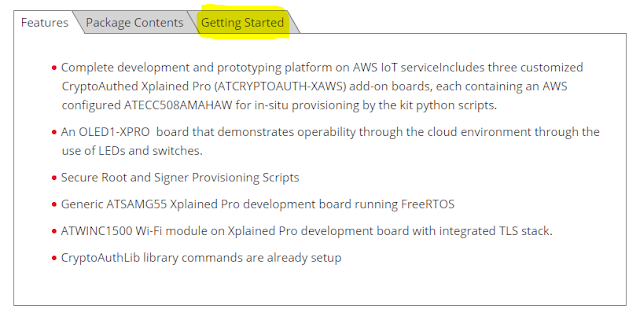 Features
Package Contents
Getting Started
Complete development and prototyping platform on AWS IoT serviceIncludes three customized
CryptoAuthed Xplained Pro (ATCRYPTOAUTH-XAWS) add-on boards, each containing an AWS
configured ATECC508AMAHAW for in-situ provisioning by the kit python scripts.
An OLED1-XPRO board that demonstrates operability through the cloud environment through the
use of LEDs and switches.
Secure Root and Signer Provisioning Scripts
Generic ATSAMG55 Xplained Pro development board running FreeRTOS
ATWINC1500 Wi-Fi module on Xplained Pro development board with integrated TLS stack.
CryptoAuthLib library commands are already setup